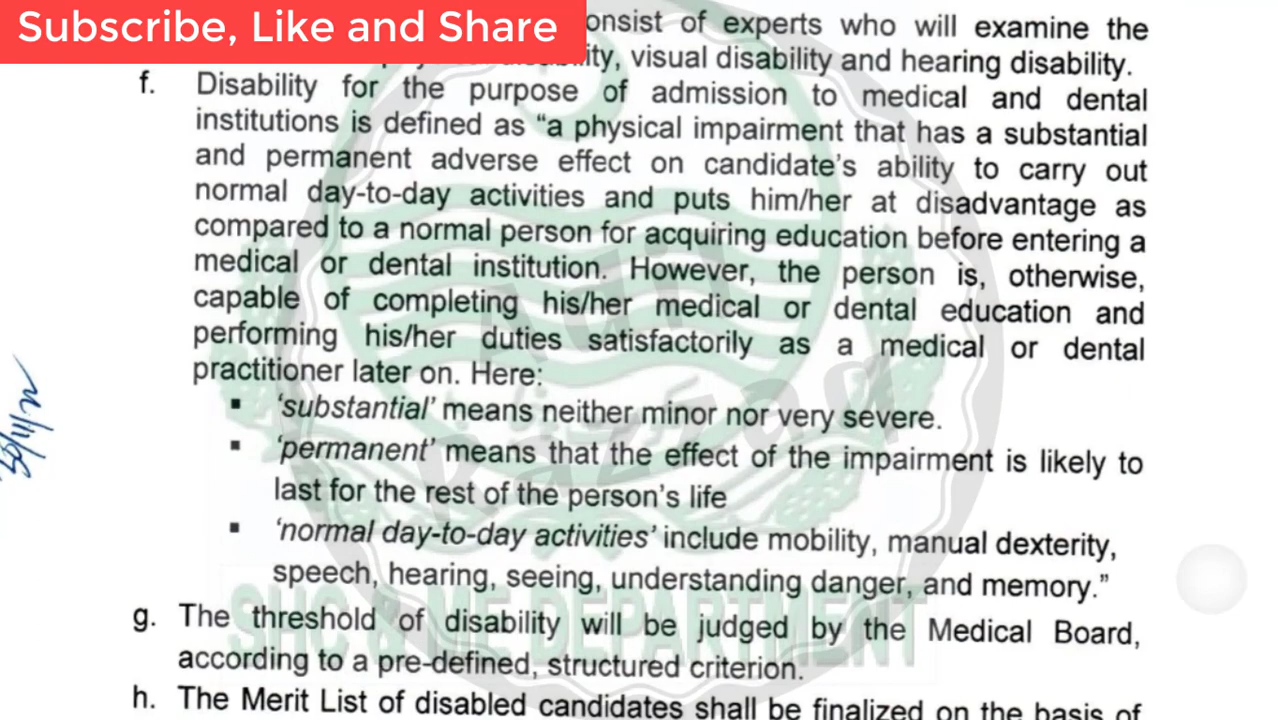 Subscribe, Like and Share
onsist of experts who will examine the
ity, visual disability and hearing disability.
f. Disability for the purpose of admission to medical and dental
institutions is defined as “a physical impairment that has a substantial
and permanent adverse effect on candidate’s ability to carry out
normal day-to-day activities and puts him/her at disadvantage as
compared to a normal person for acquiring education before entering a
medical or dental institution. However, the person is, otherwise,
capable of completing his/her medical or dental education and
performing his/her duties satisfactorily as a medical or dental
practitioner later on. Here:
▪ ‘substantial’ means neither minor nor very severe.
▪ ‘permanent’ means that the effect of the impairment is likely to
last for the rest of the person’s life
▪ ‘normal day-to-day activities’ include mobility, manual dexterity,
speech, hearing, seeing, understanding danger, and memory.”
SHC & ME DEPARTMENT
g. The threshold of disability will be judged by the Medical Board,
according to a pre-defined, structured criterion.
h. The Merit List of disabled candidates shall be finalized on the basis of